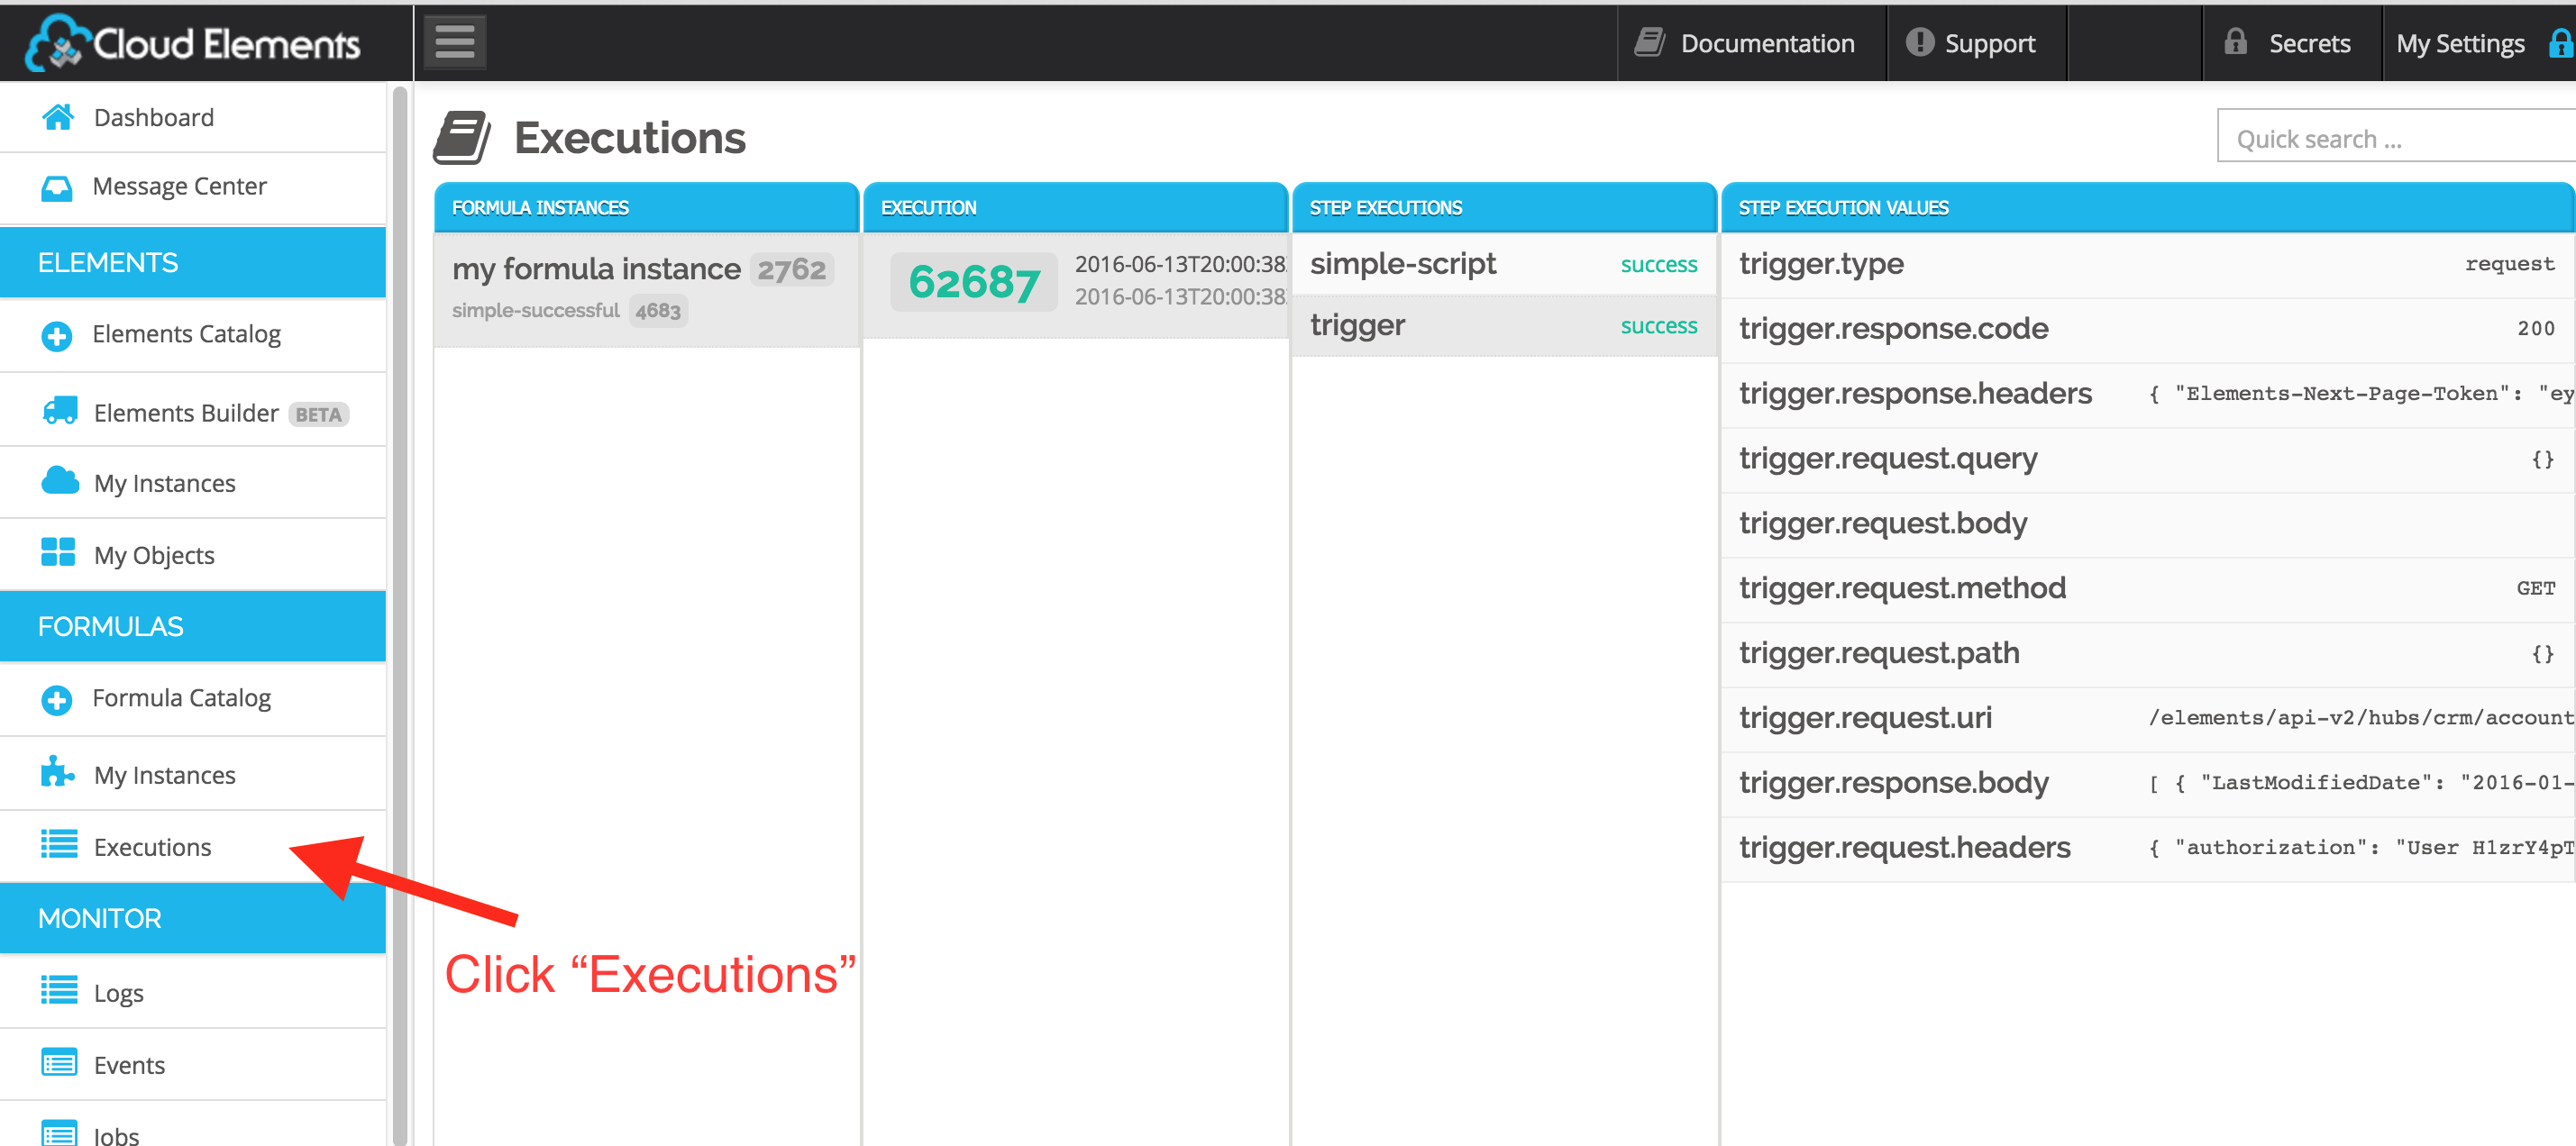 Cloud Elements
Documentation
Support
Secrets
My Settings
Dashboard
Message Center
ELEMENTS
Elements Catalog
Elements Builder BETA
My Instances
My Objects
FORMULAS
Formula Catalog
My Instances
Executions
MONITOR
Logs
Events
Jobs
Executions
Quick search ...
FORMULA INSTANCES
my formula instance 2762
simple-successful 4683
EXECUTION
62687
2016-06-13T20:00:38
2016-06-13T20:00:38
STEP EXECUTIONS
simple-script success
trigger success
STEP EXECUTION VALUES
trigger.type request
trigger.response.code 200
trigger.response.headers { "Elements-Next-Page-Token": "ey
trigger.request.query {}
trigger.request.body
trigger.request.method GET
trigger.request.path {}
trigger.request.uri /elements/api-v2/hubs/crm/account
trigger.response.body [ { "LastModifiedDate": "2016-01-
trigger.request.headers { "authorization": "User H1zrY4pT
Click “Executions”